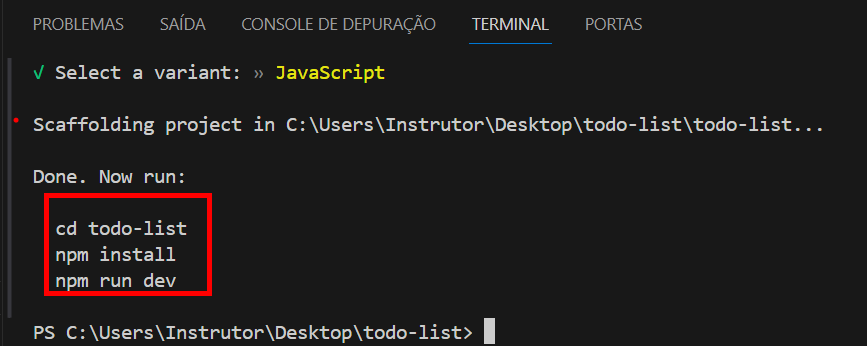 PROBLEMAS SAÍDA CONSOLE DE DEPURAÇÃO TERMINAL PORTAS
√ Select a variant: » JavaScript
Scaffolding project in C:\Users\Instrutor\Desktop\todo-list\todo-list...
Done. Now run:
cd todo-list
npm install
npm run dev
PS C:\Users\Instrutor\Desktop\todo-list>